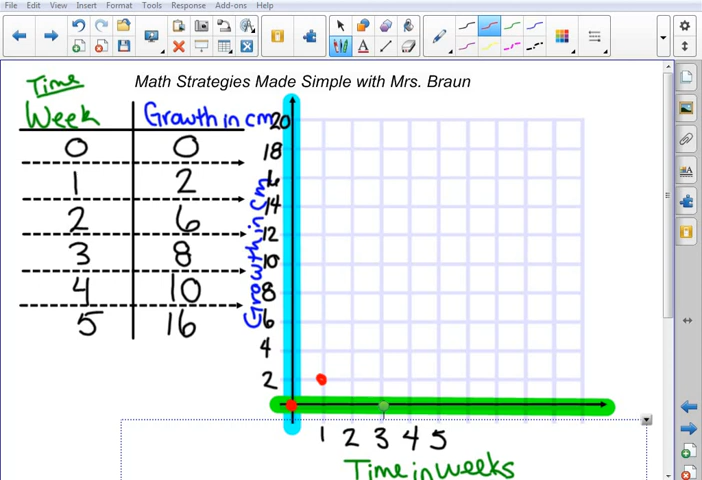 File Edit View Insert Tools Response Add-ons Help
Math Strategies Made Simple with Mrs. Braun
Time
Week Growth in cm
0 0
1 2
2 6
3 8
4 10
5 16
20
18
16
14
12
10
8
6
4
2
Growth in cm
1 2 3 4 5
Time in weeks